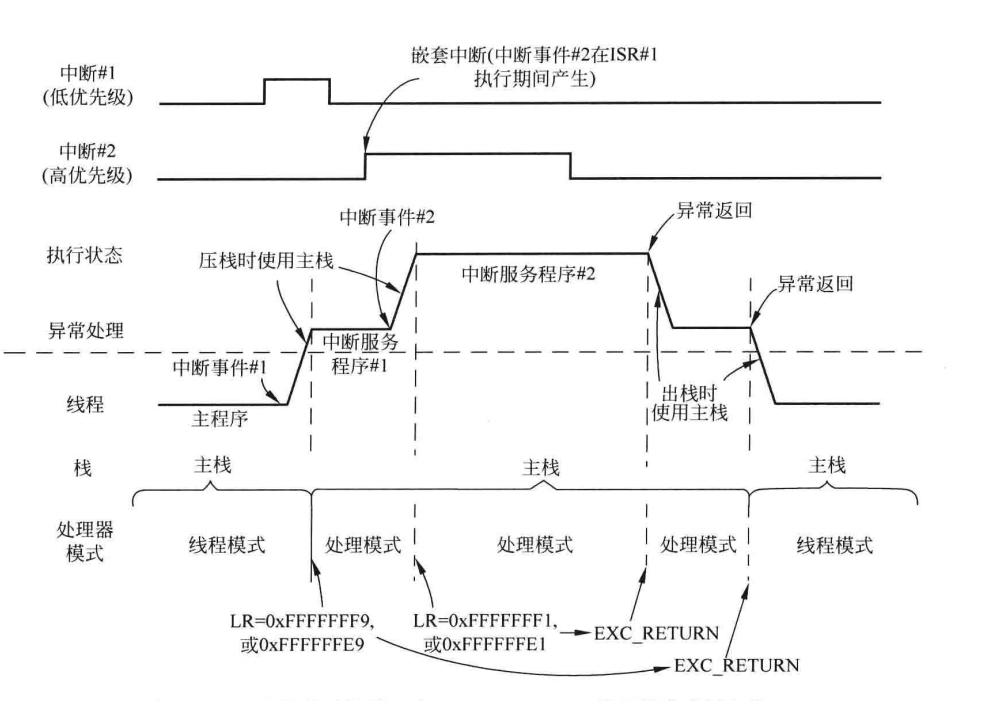 嵌套中断(中断事件#2在ISR#1
执行期间产生)
中断#1
(低优先级)
中断#2
(高优先级)
中断事件#2
异常返回
执行状态
压栈时使用主栈
中断服务程序#2
异常返回
异常处理
中断服务
程序#1
中断事件#1
出栈时
使用主栈
线程
主程序
栈
主栈
主栈
主栈
处理器
模式
线程模式
处理模式
处理模式
处理模式
线程模式
LR=0xFFFFFFF9,
或0xFFFFFFE9
LR=0xFFFFFFF1,
或0xFFFFFFE1
EXC_RETURN
EXC_RETURN